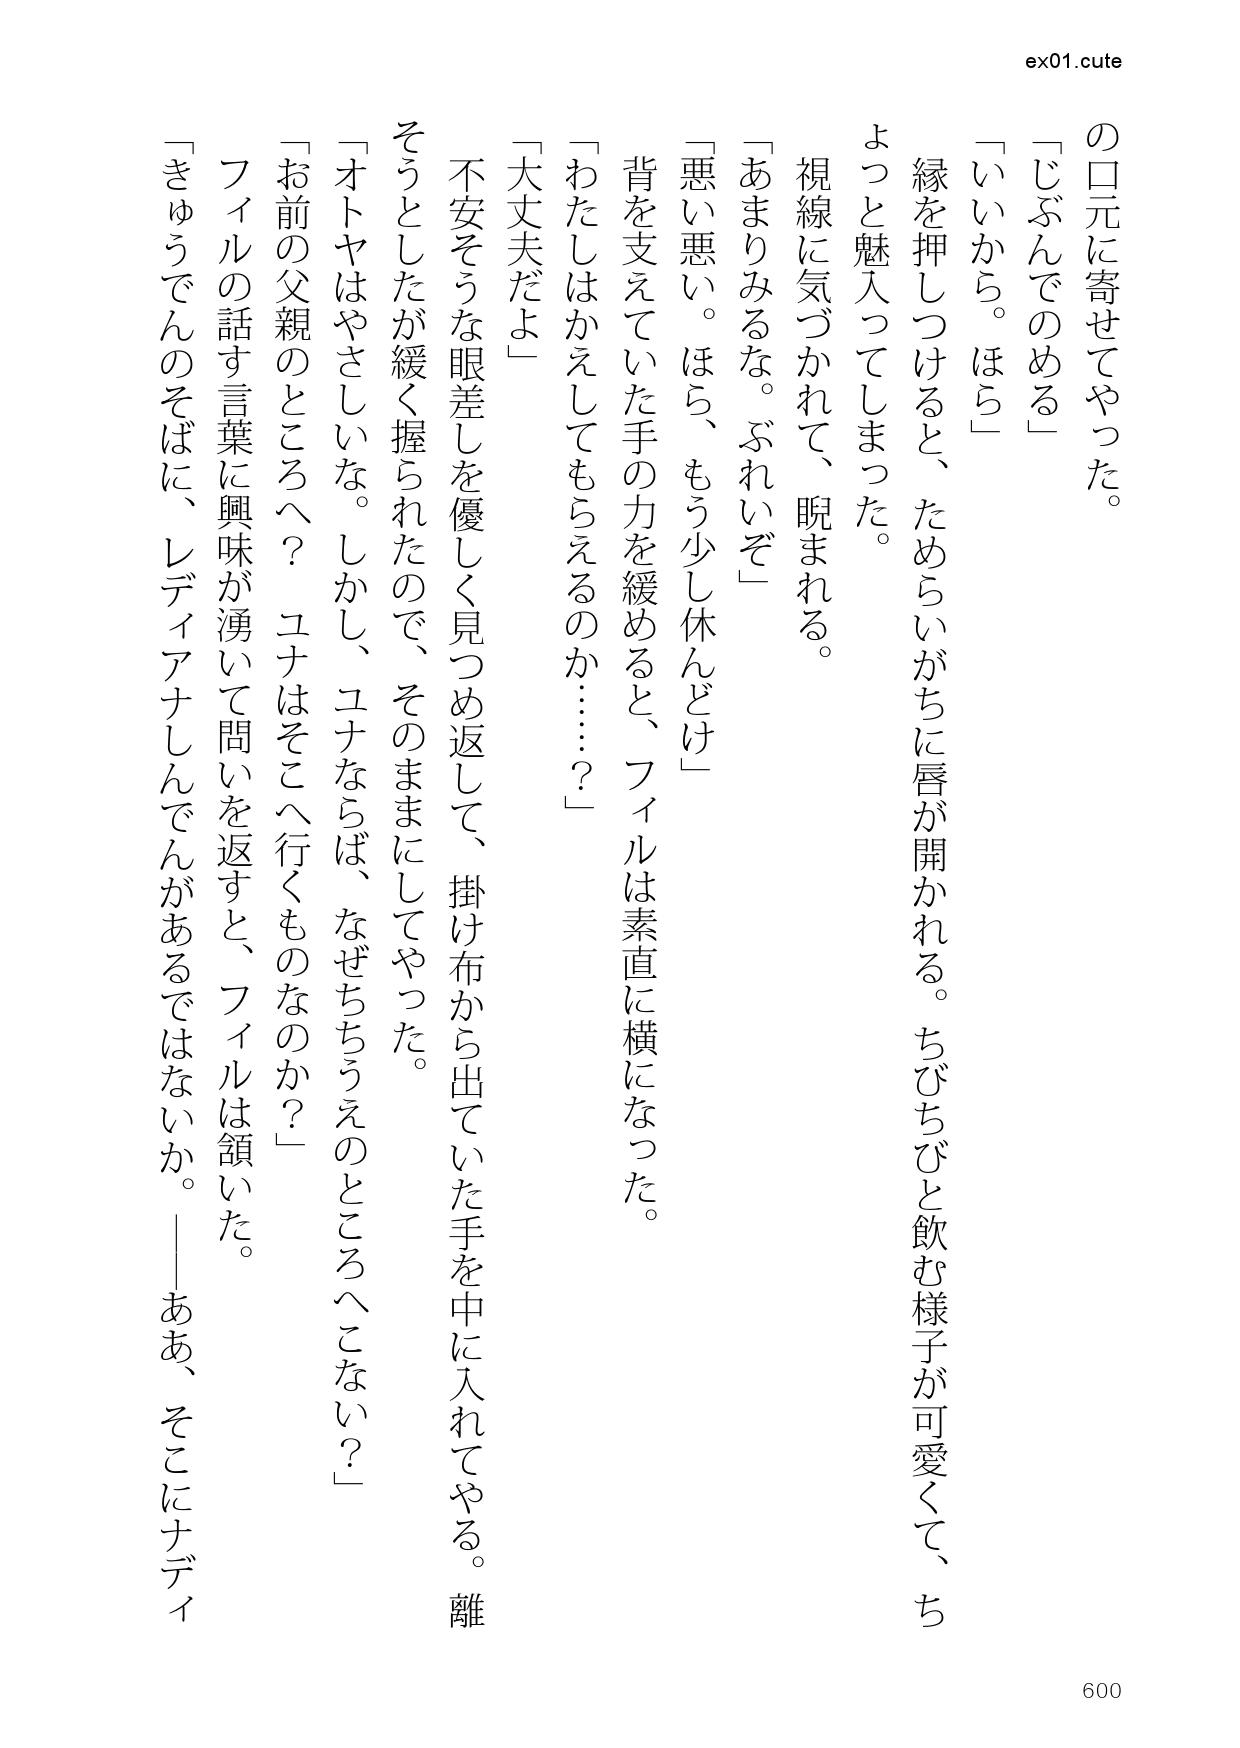 ex01.cute
の口元に寄せてやった。
「じぶんでのめる」
「いいから。ほら」
　縁を押しつけると、ためらいがちに唇が開かれる。ちびちびと飲む様子が可愛くて、ち
ょっと魅入ってしまった。
　視線に気づかれて、睨まれる。
「あまりみるな。ぶれいぞ」
「悪い悪い。ほら、もう少し休んどけ」
　背を支えていた手の力を緩めると、フィルは素直に横になった。
「わたしはかえしてもらえるのか……？」
「大丈夫だよ」
　不安そうな眼差しを優しく見つめ返して、掛け布から出ていた手を中に入れてやる。離
そうとしたが緩く握られたので、そのままにしてやった。
「オトヤはやさしいな。しかし、ユナならば、なぜちちうえのところへこない？」
「お前の父親のところへ？　ユナはそこへ行くものなのか？」
　フィルの話す言葉に興味が湧いて問いを返すと、フィルは頷いた。
「きゅうでんのそばに、レディアナしんでんがあるではないか。――ああ、そこにナディ
600